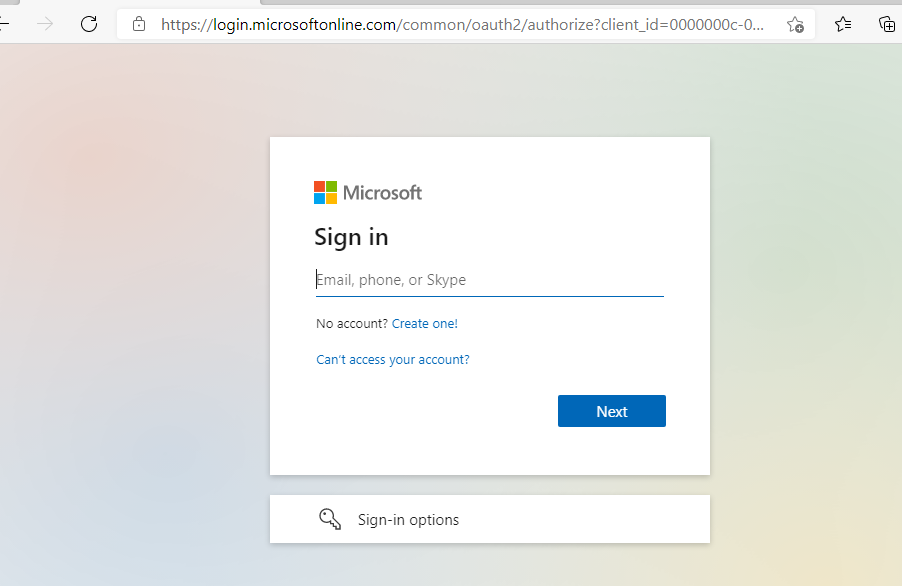 https://login.microsoftonline.com/common/oauth2/authorize?client_id=0000000c-0...
Microsoft
Sign in
Email, phone, or Skype
No account? Create one!
Can't access your account?
Next
Sign-in options